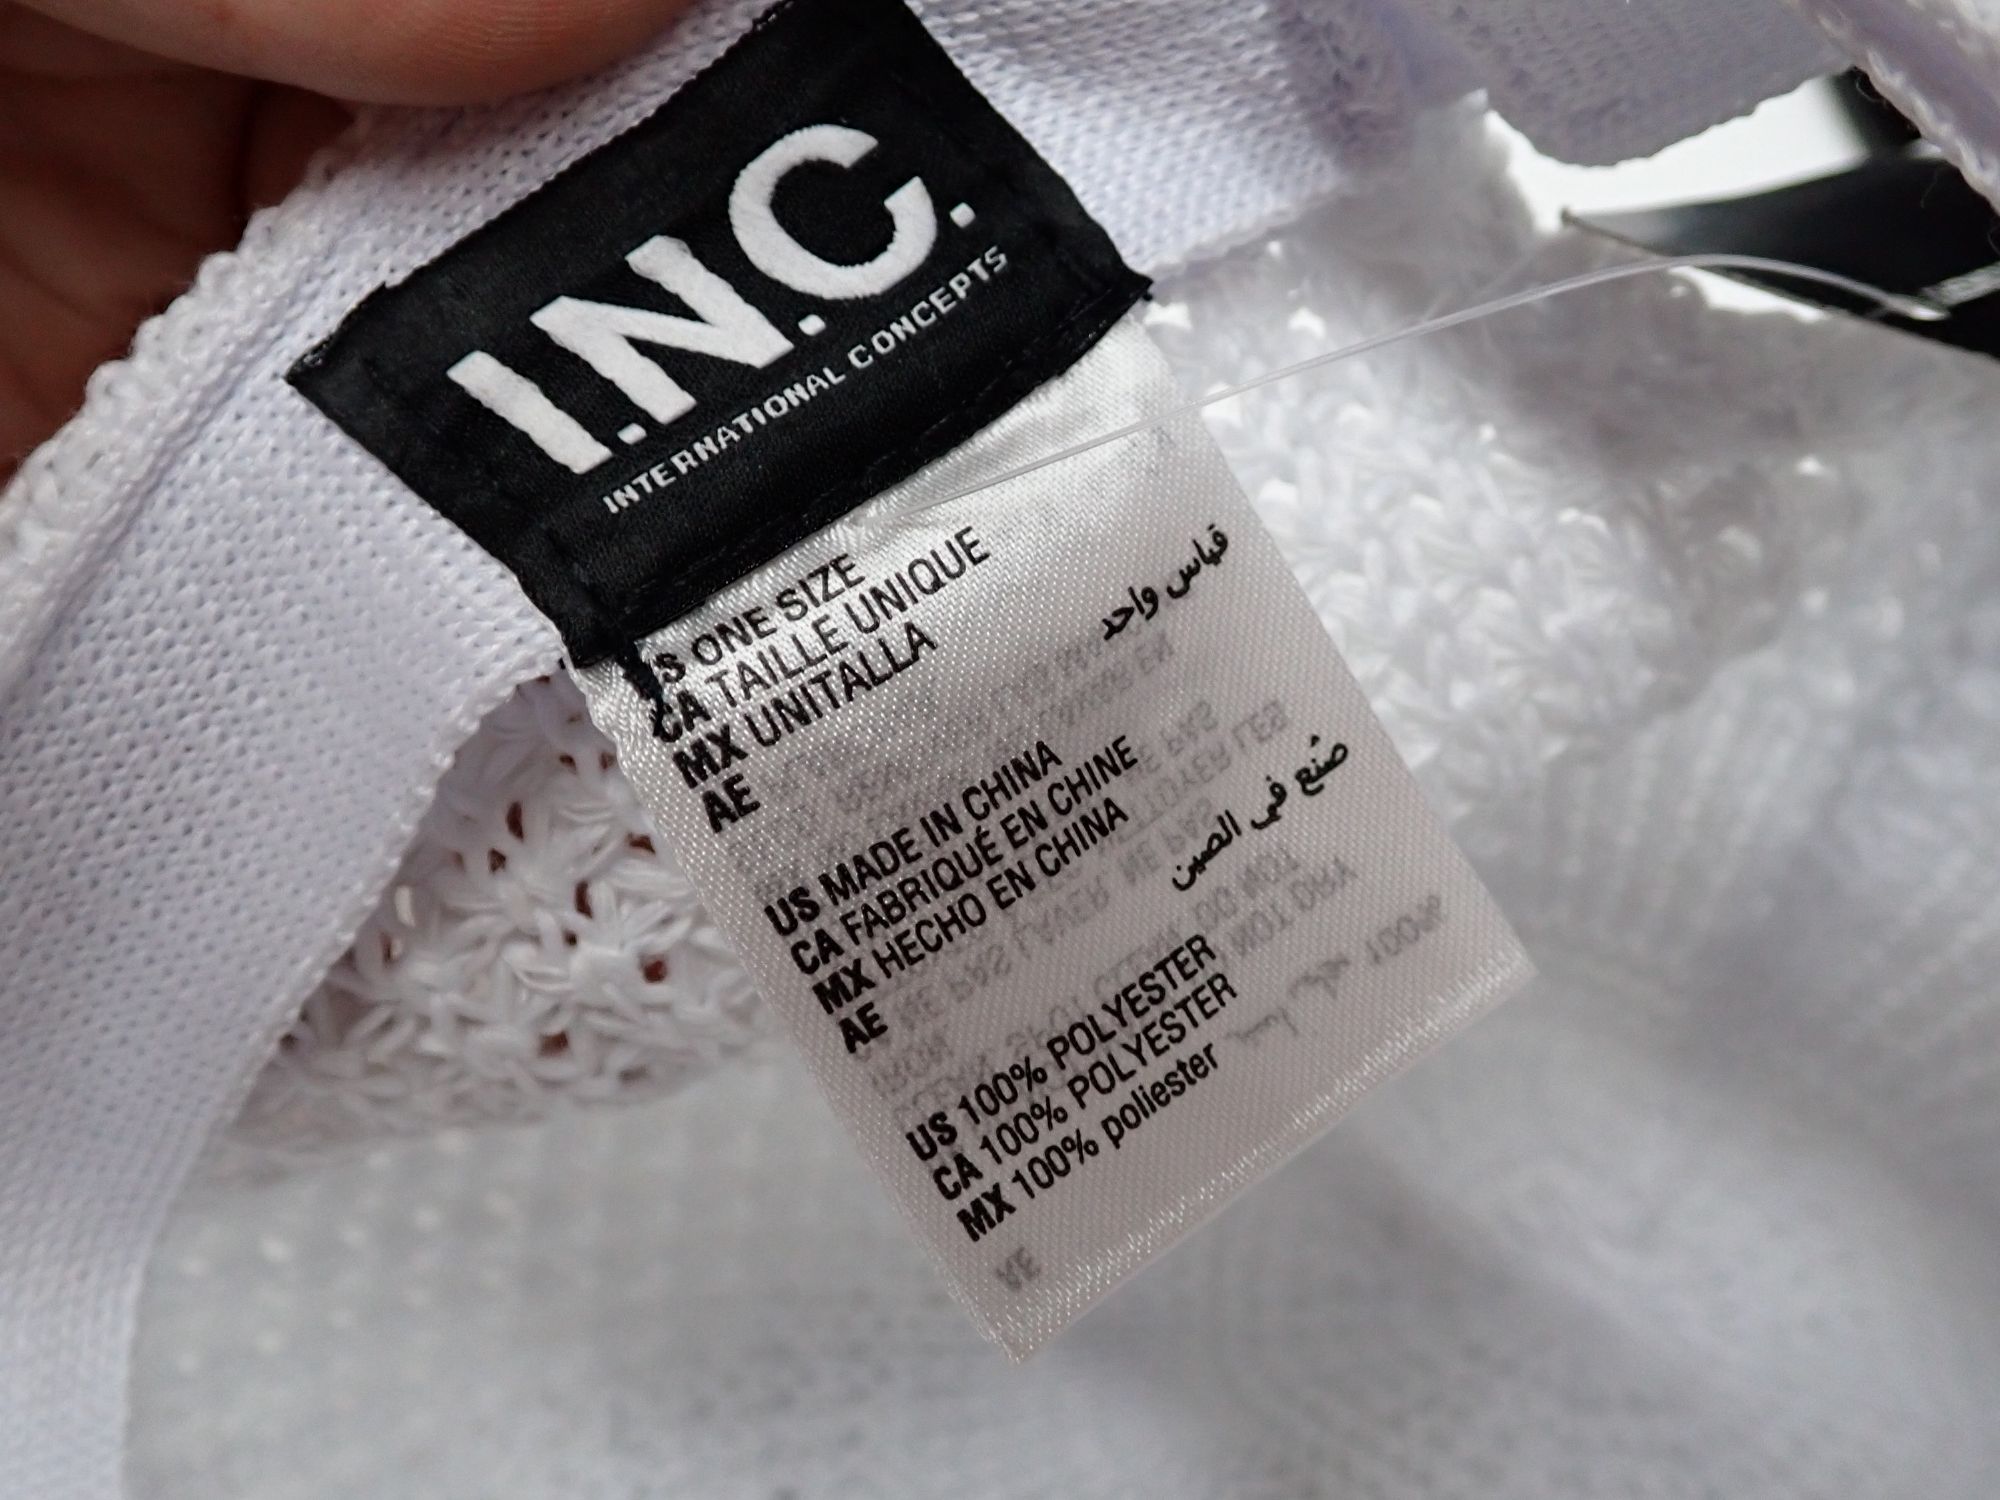 I.N.C.
INTERNATIONAL CONCEPTS
US ONE SIZE
CA TAILLE UNIQUE
MX UNITALLA
AE قياس واحد
US MADE IN CHINA
CA FABRIQUÉ EN CHINE
MX HECHO EN CHINA
AE صُنع في الصين
US 100% POLYESTER
CA 100% POLYESTER
MX 100% poliester